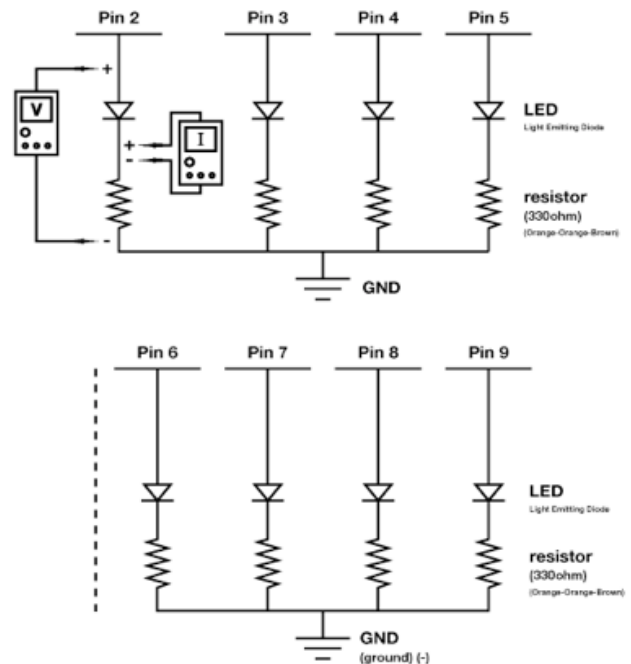 Pin 2
Pin 3
Pin 4
Pin 5
+
V
+
I
-
-
LED
Light Emitting Diode
resistor
(330ohm)
(Orange-Orange-Brown)
GND
Pin 6
Pin 7
Pin 8
Pin 9
LED
Light Emitting Diode
resistor
(330ohm)
(Orange-Orange-Brown)
GND
(ground) (-)